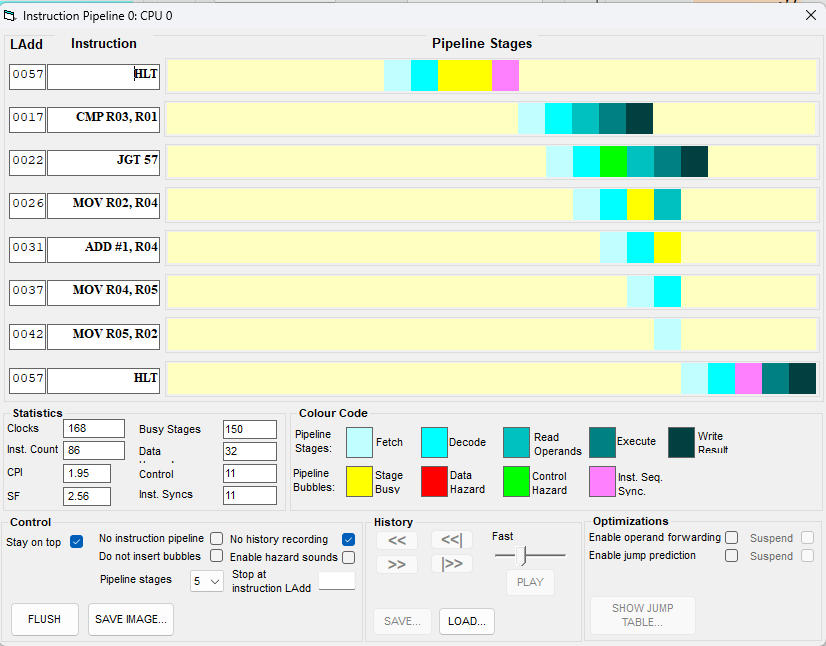 Instruction Pipeline 0: CPU 0
LAdd Instruction Pipeline Stages
0057 HLT
0017 CMP R03, R01
0022 JGT 57
0026 MOV R02, R04
0031 ADD #1, R04
0037 MOV R04, R05
0042 MOV R05, R02
0057 HLT
Statistics
Clocks 168
Inst. Count 86
CPI 1.95
SF 2.56
Busy Stages 150
Data 32
Control 11
Inst. Syncs 11
Colour Code
Pipeline
Stages:
Fetch
Decode
Read
Operands
Execute
Write
Result
Pipeline
Bubbles:
Stage
Busy
Data
Hazard
Control
Hazard
Inst. Seq.
Sync.
Control
Stay on top
No instruction pipeline
No history recording
Do not insert bubbles
Enable hazard sounds
Pipeline stages 5
Stop at
instruction LAdd
FLUSH
SAVE IMAGE...
History
<<
<<|
>>
|>>
Fast
PLAY
SAVE...
LOAD...
Optimizations
Enable operand forwarding Suspend
Enable jump prediction Suspend
SHOW JUMP
TABLE...